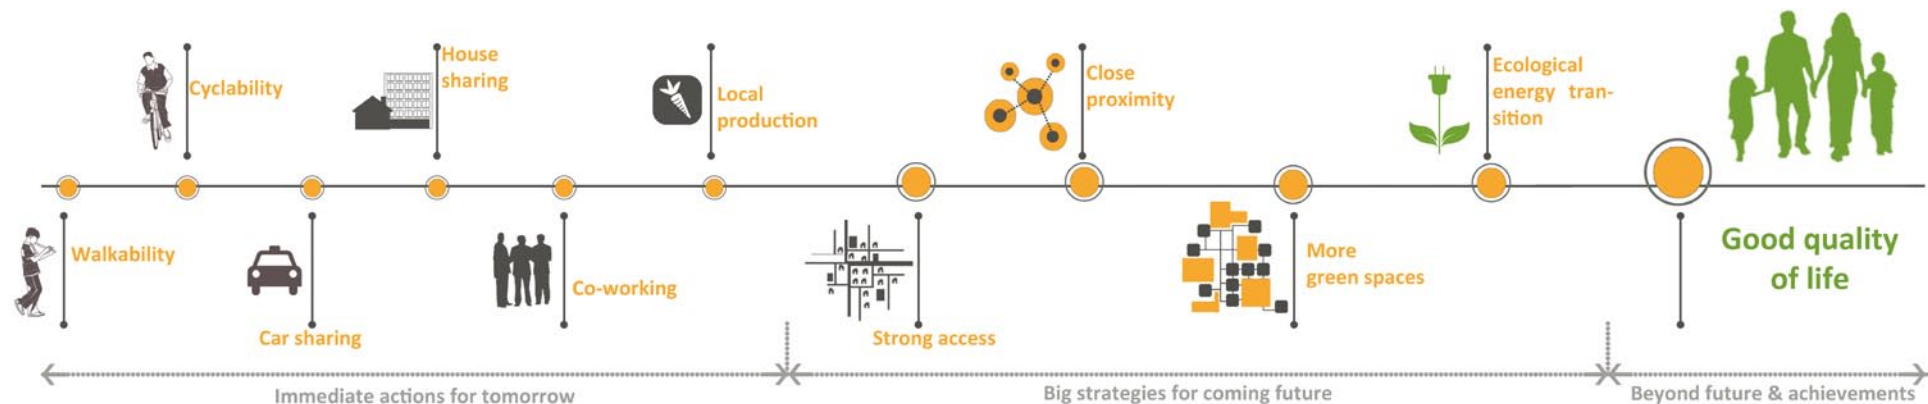 Cyclability
House
sharing
Local
production
Close
proximity
Ecological
energy tran-
sition
Walkability
Car sharing
Co-working
Strong access
More
green spaces
Good quality
of life
Immediate actions for tomorrow
Big strategies for coming future
Beyond future & achievements